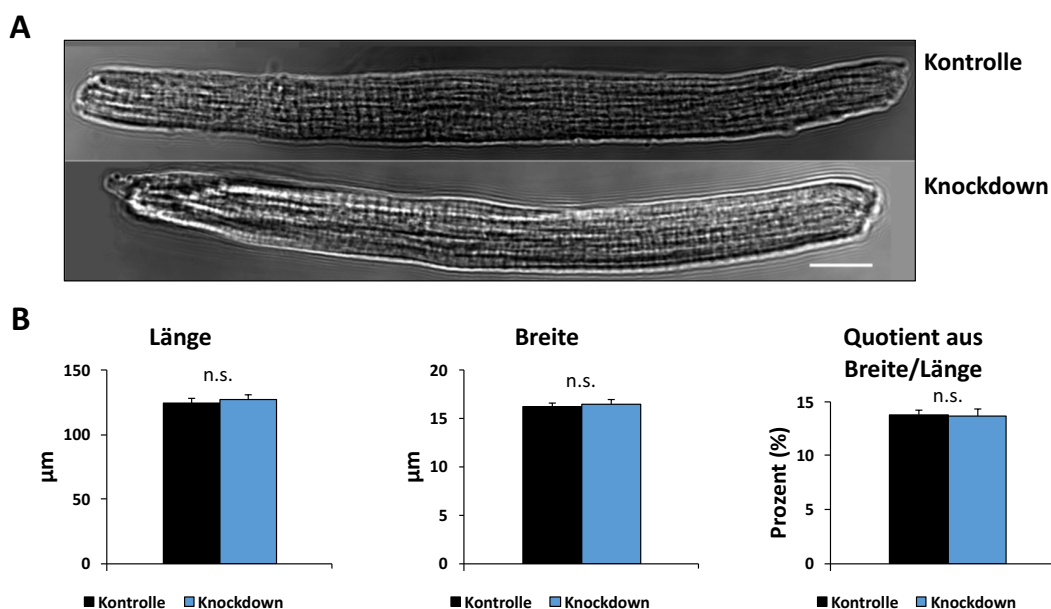 A
Kontrolle
Knockdown
B
Länge
n.s.
150
100
50
0
µm
Kontrolle Knockdown
Breite
n.s.
20
15
10
5
0
µm
Kontrolle Knockdown
Quotient aus
Breite/Länge
n.s.
15
10
5
0
Prozent (%)
Kontrolle Knockdown